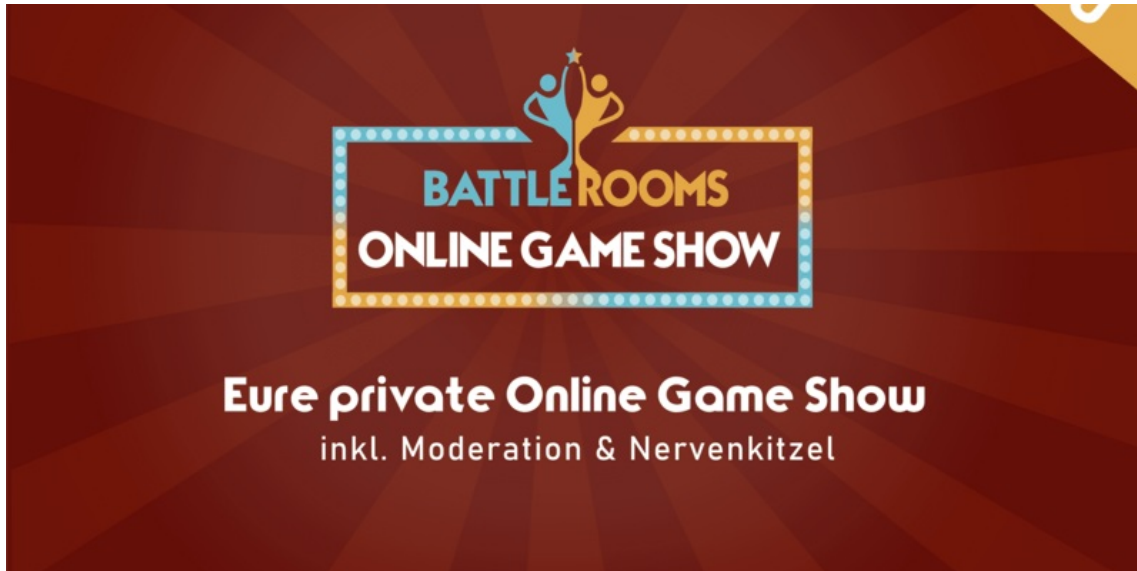 BATTLE ROOMS
ONLINE GAME SHOW
Eure private Online Game Show
inkl. Moderation & Nervenkitzel